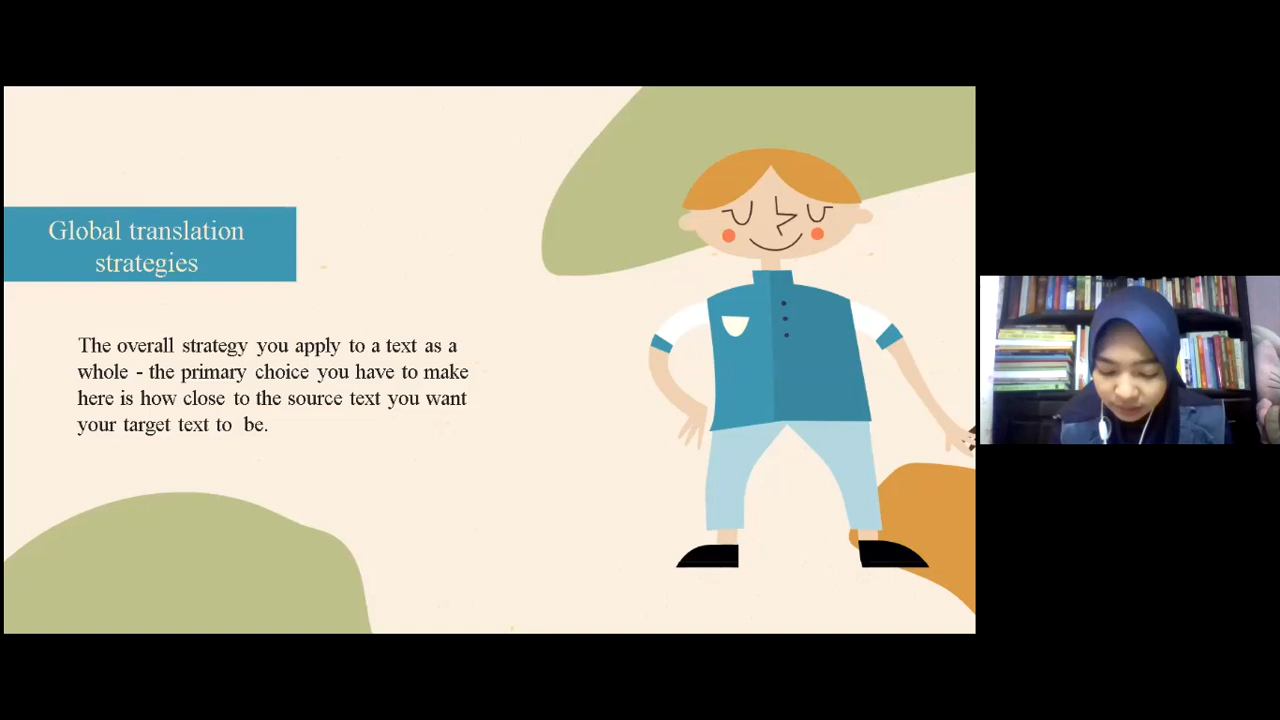 Global translation
strategies
The overall strategy you apply to a text as a
whole - the primary choice you have to make
here is how close to the source text you want
your target text to be.